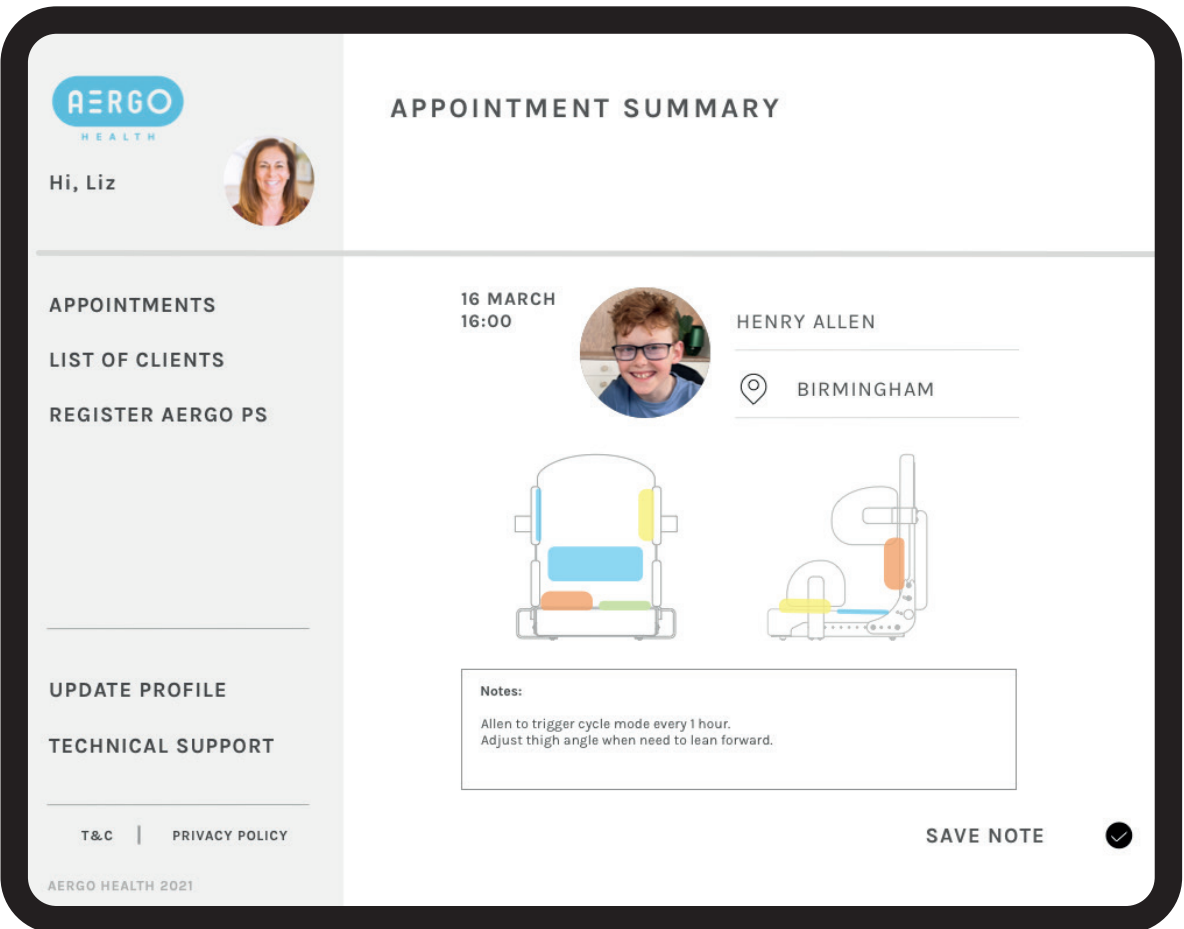 AERGO
HEALTH
Hi, Liz
APPOINTMENTS
LIST OF CLIENTS
REGISTER AERGO PS
UPDATE PROFILE
TECHNICAL SUPPORT
T&C | PRIVACY POLICY
AERGO HEALTH 2021
APPOINTMENT SUMMARY
16 MARCH
16:00
HENRY ALLEN
BIRMINGHAM
Notes:
Allen to trigger cycle mode every 1 hour.
Adjust thigh angle when need to lean forward.
SAVE NOTE